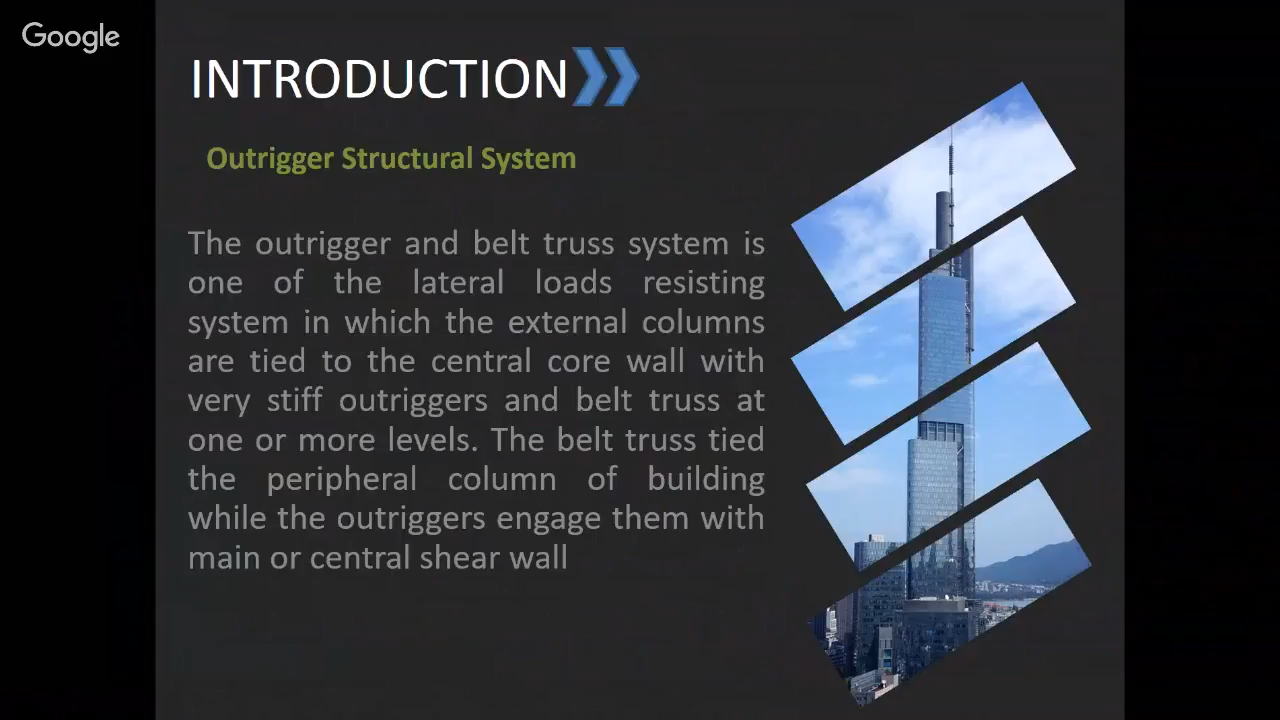 Google
INTRODUCTION
Outrigger Structural System
The outrigger and belt truss system is
one of the lateral loads resisting
system in which the external columns
are tied to the central core wall with
very stiff outriggers and belt truss at
one or more levels. The belt truss tied
the peripheral column of building
while the outriggers engage them with
main or central shear wall